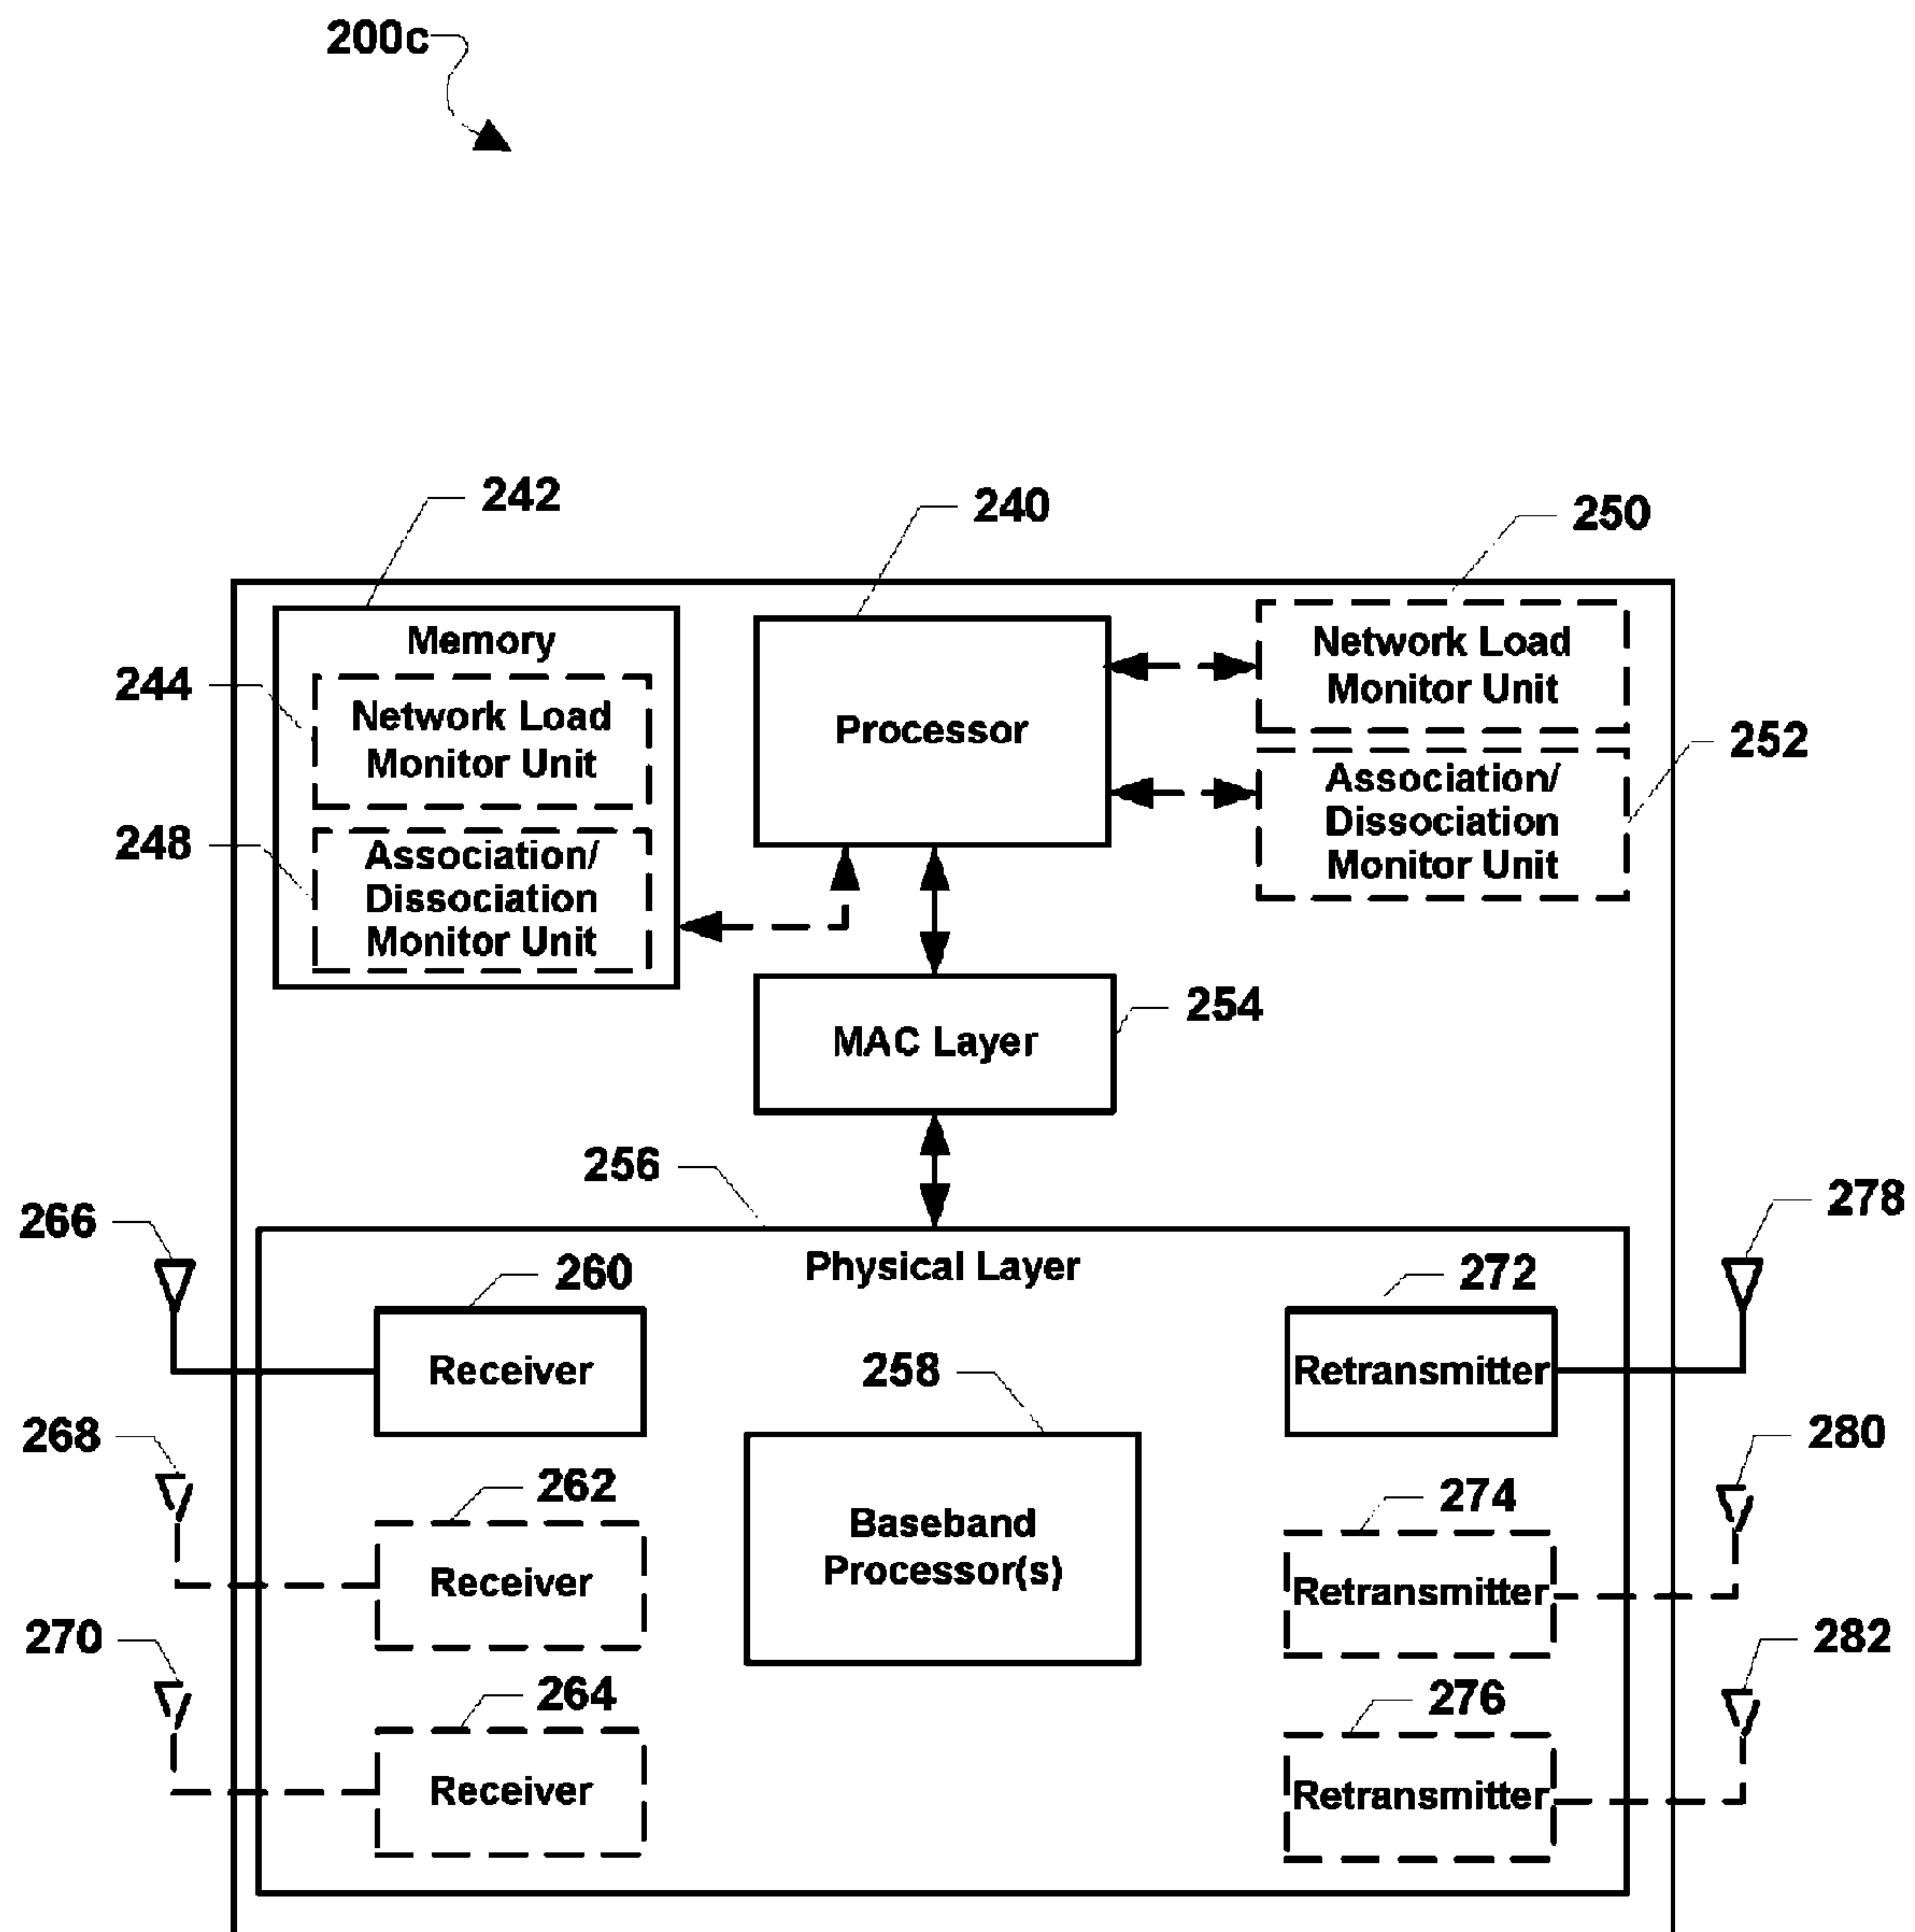 200c
242
240
250
Memory
244
Network Load
Monitor Unit
248
Association/
Dissociation
Monitor Unit
Processor
Network Load
Monitor Unit
252
Association/
Dissociation
Monitor Unit
MAC Layer
254
256
266
278
Physical Layer
260
272
Receiver
258
Retransmitter
268
280
262
274
Baseband
Processor(s)
Receiver
Retransmitter
270
282
264
276
Receiver
Retransmitter